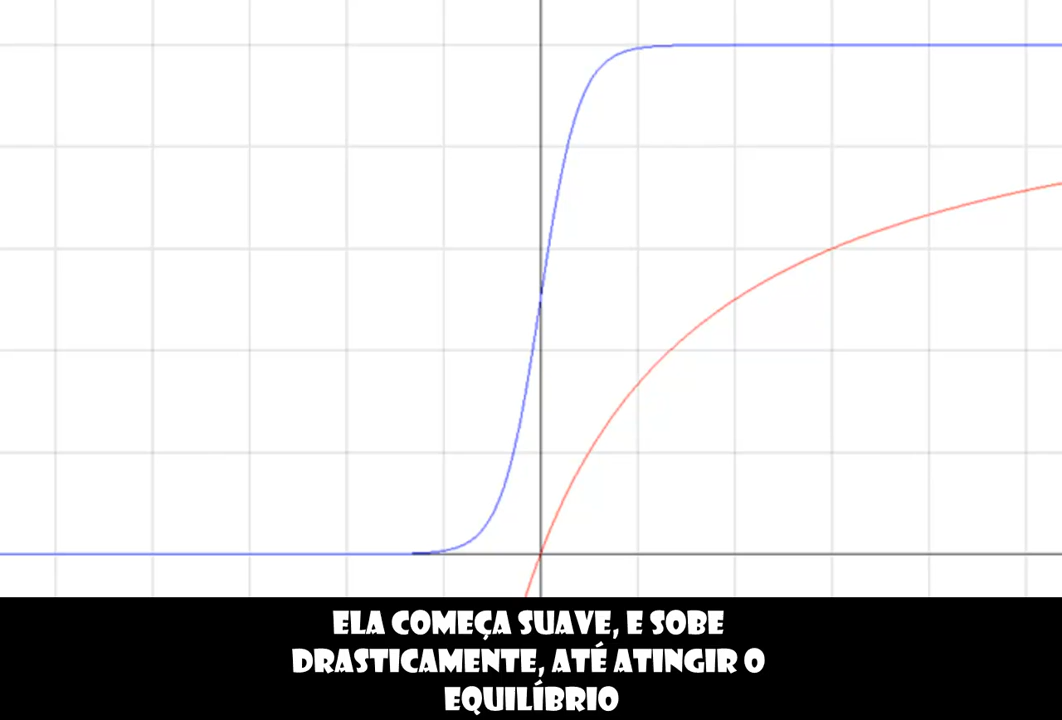 ELA COMEÇA SUAVE, E SOBE
DRASTICAMENTE, ATÉ ATINGIR O
EQUILÍBRIO